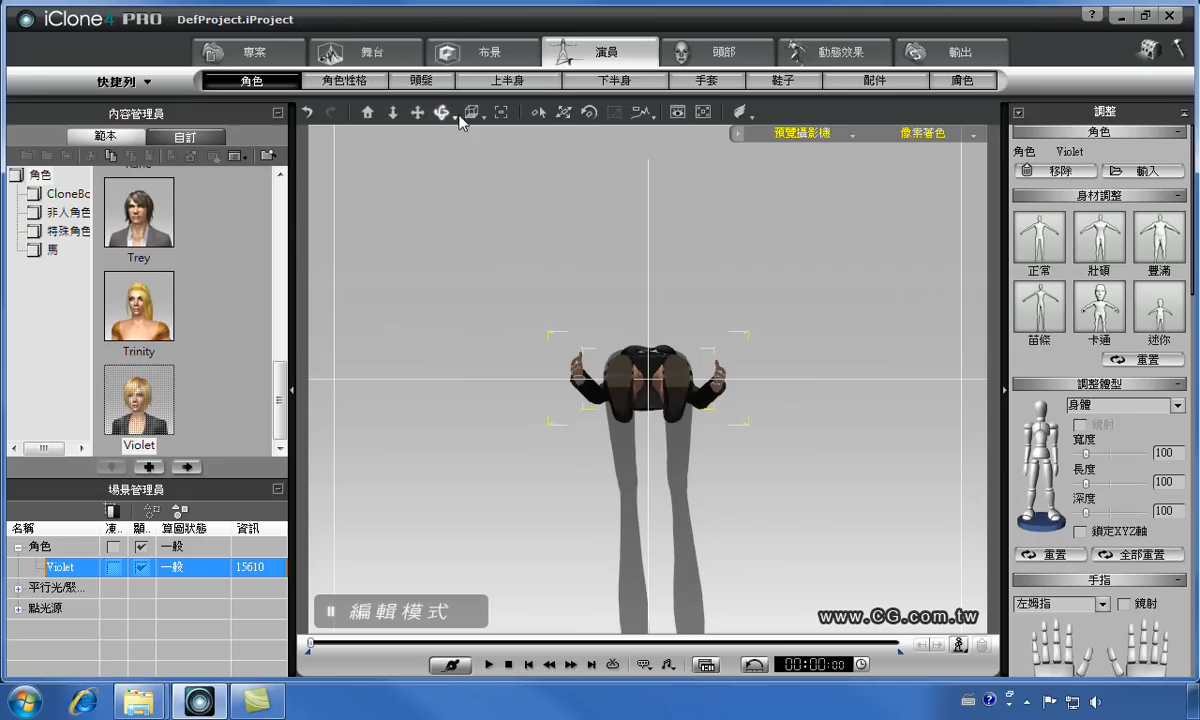 iClone4 PRO DefProject.iProject
專案 舞台 布景 演員 頭部 動態效果 輸出
快捷列 角色 角色性格 頭髮 上半身 下半身 手套 鞋子 配件 膚色
內容管理員
範本 自訂
角色
CloneBo
非人角色
特殊角色
馬
Trey
Trinity
Violet
場景管理員
名稱 凍.. 顯.. 算圖狀態 資訊
角色 一般
Violet 一般 15610
平行光/聚...
點光源
預覽攝影機 像素著色
編輯模式
www.CG.com.tw
00:00:00
調整
角色
角色 Violet
移除 輸入
身材調整
正常 壯碩 豐滿
苗條 卡通 迷你
重置
調整體型
身體
鏡射
寬度
100
長度
100
深度
100
鎖定XYZ軸
重置 全部重置
手指
左姆指 鏡射